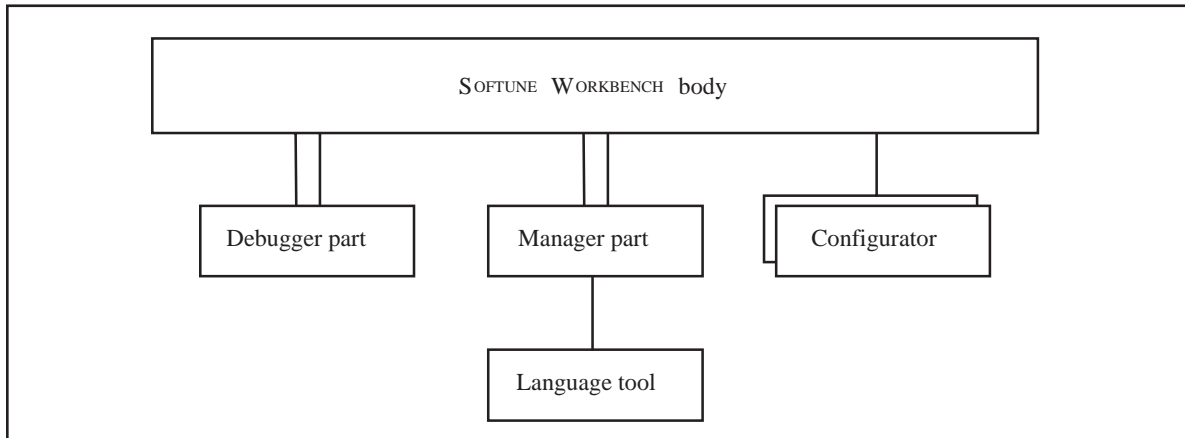 SOFTUNE WORKBENCH body
Debugger part
Manager part
Configurator
Language tool